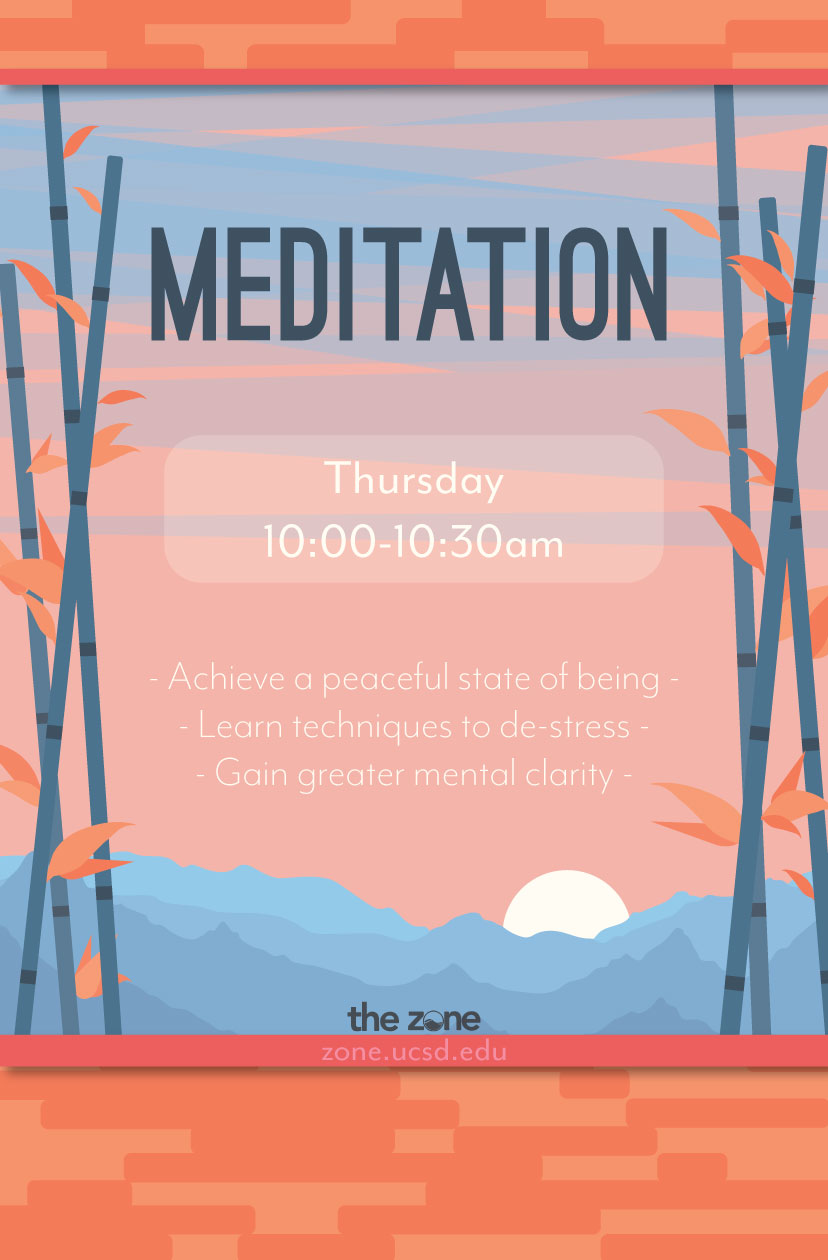 MEDITATION
Thursday
10:00-10:30am
- Achieve a peaceful state of being -
- Learn techniques to de-stress -
- Gain greater mental clarity -
the zone
zone.ucsd.edu